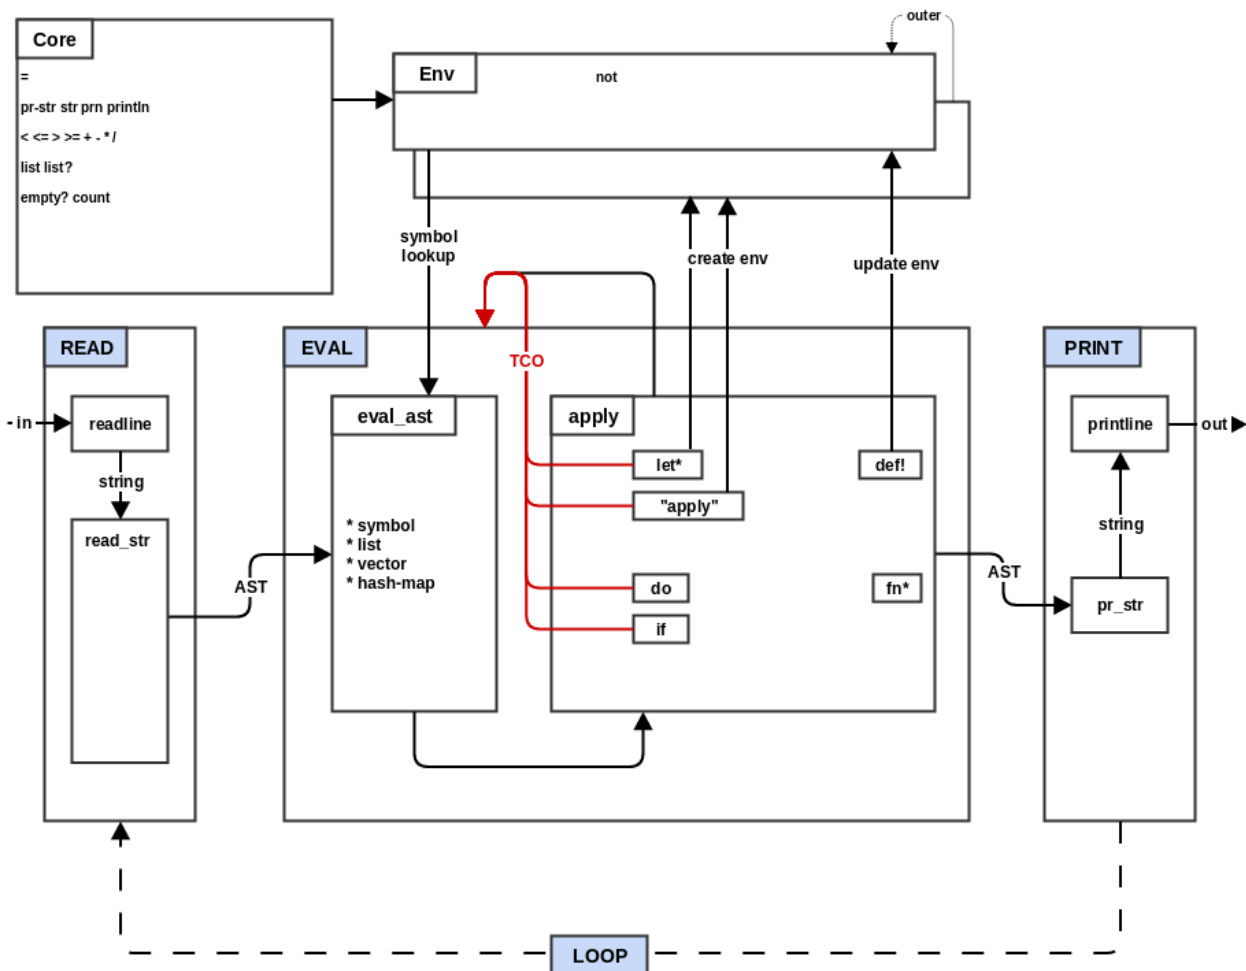 outer
Core
Env
not
=
pr-str str prn println
< <= > >= + - * /
list list?
empty? count
symbol
lookup
create env
update env
READ
EVAL
TCO
PRINT
- in
readline
eval_ast
apply
printline
out
let*
def!
string
"apply"
read_str
* symbol
* list
* vector
* hash-map
string
AST
do
fn*
AST
pr_str
if
LOOP